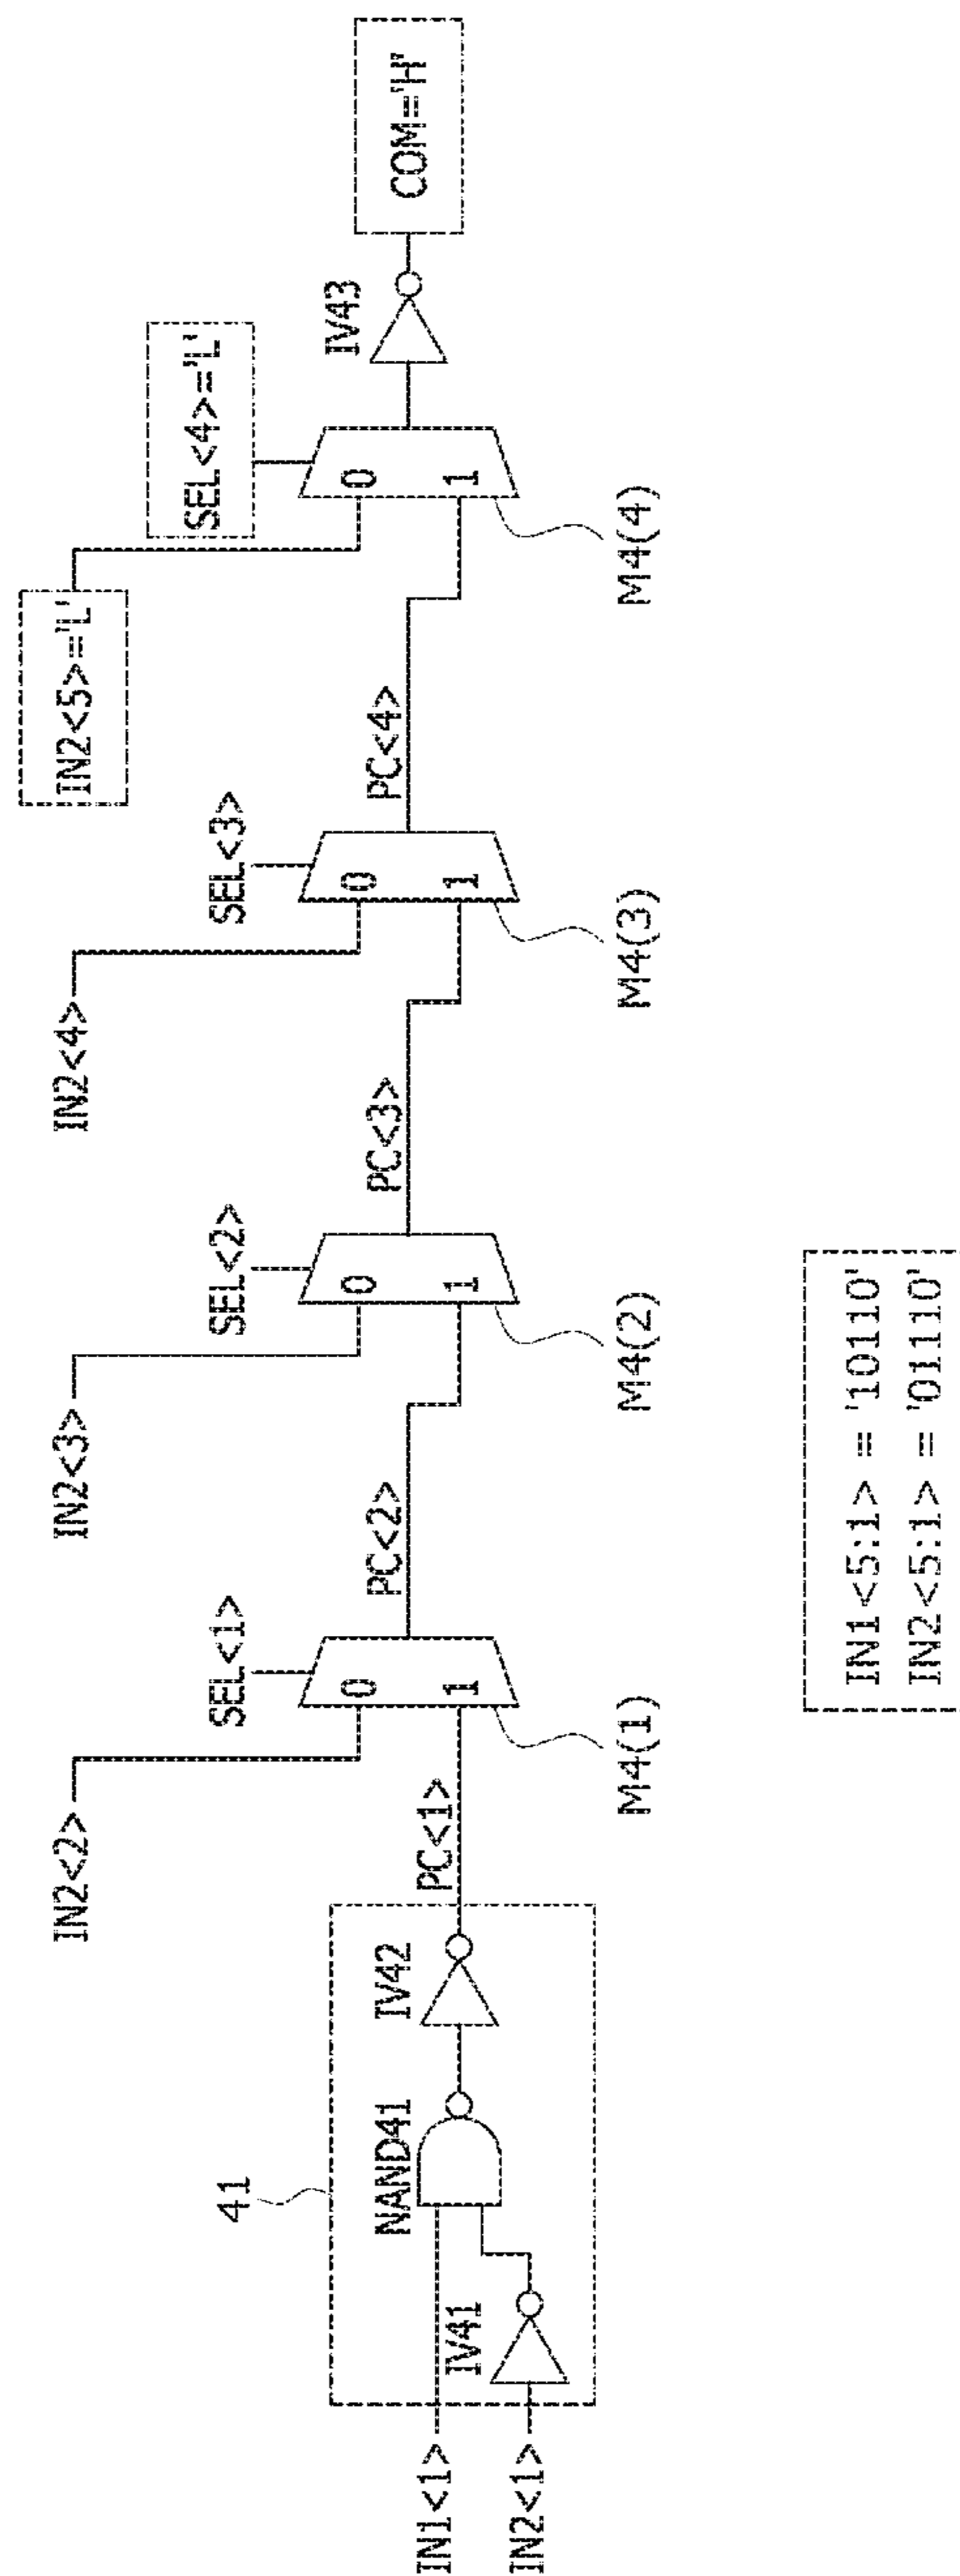 IN2<2>
IN2<3>
IN2<4>
IN2<5>='L'
SEL<1>
SEL<2>
SEL<3>
SEL<4>='L'
41
IN1<1>
IN2<1>
IV41
NAND41
IV42
PC<1>
0
1
M4(1)
PC<2>
0
1
M4(2)
PC<3>
0
1
M4(3)
PC<4>
0
1
M4(4)
IV43
COM='H'
IN1<5:1> = '10110'
IN2<5:1> = '01110'